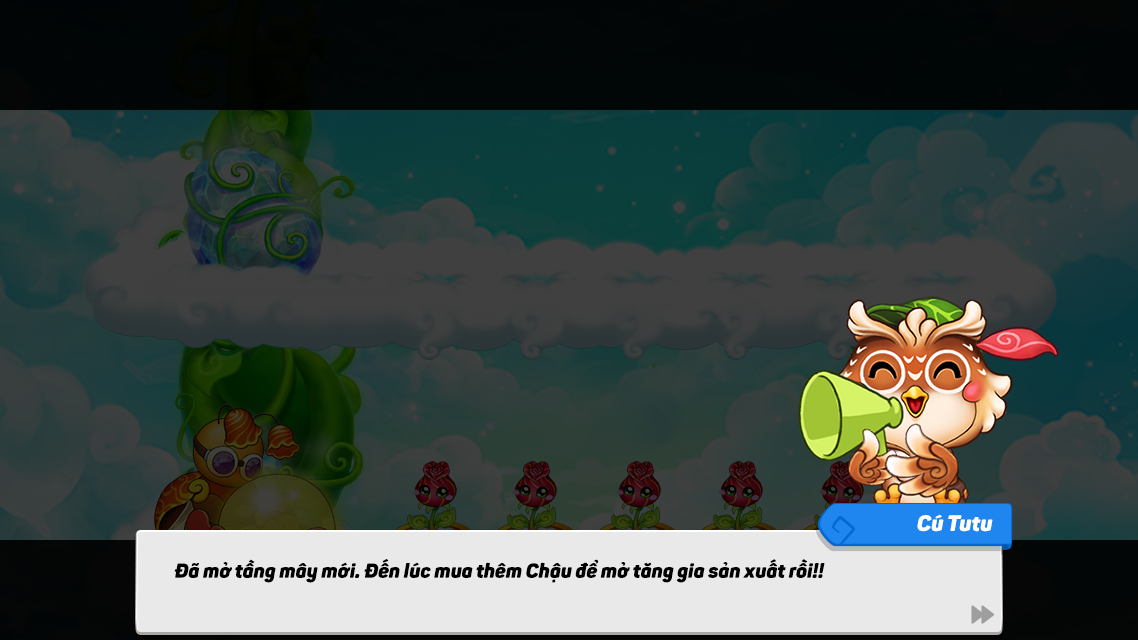 Cú Tutu
Đã mở tầng mây mới. Đến lúc mua thêm Chậu để mở tăng gia sản xuất rồi!!